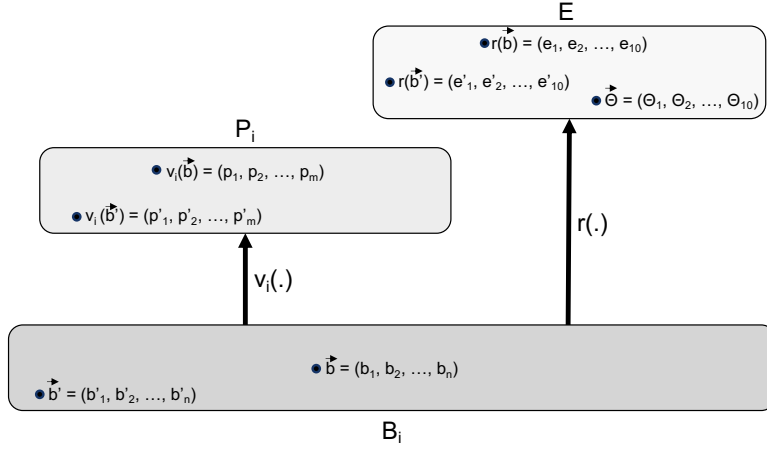 E
r(b⃗) = (e₁, e₂, …, e₁₀)
r(b⃗') = (e'₁, e'₂, …, e'₁₀)
Θ⃗ = (Θ₁, Θ₂, …, Θ₁₀)
Pᵢ
vᵢ(b⃗) = (p₁, p₂, …, pₘ)
vᵢ (b⃗') = (p'₁, p'₂, …, p'ₘ)
r(.)
vᵢ(.)
b⃗ = (b₁, b₂, …, bₙ)
b⃗' = (b'₁, b'₂, …, b'ₙ)
Bᵢ